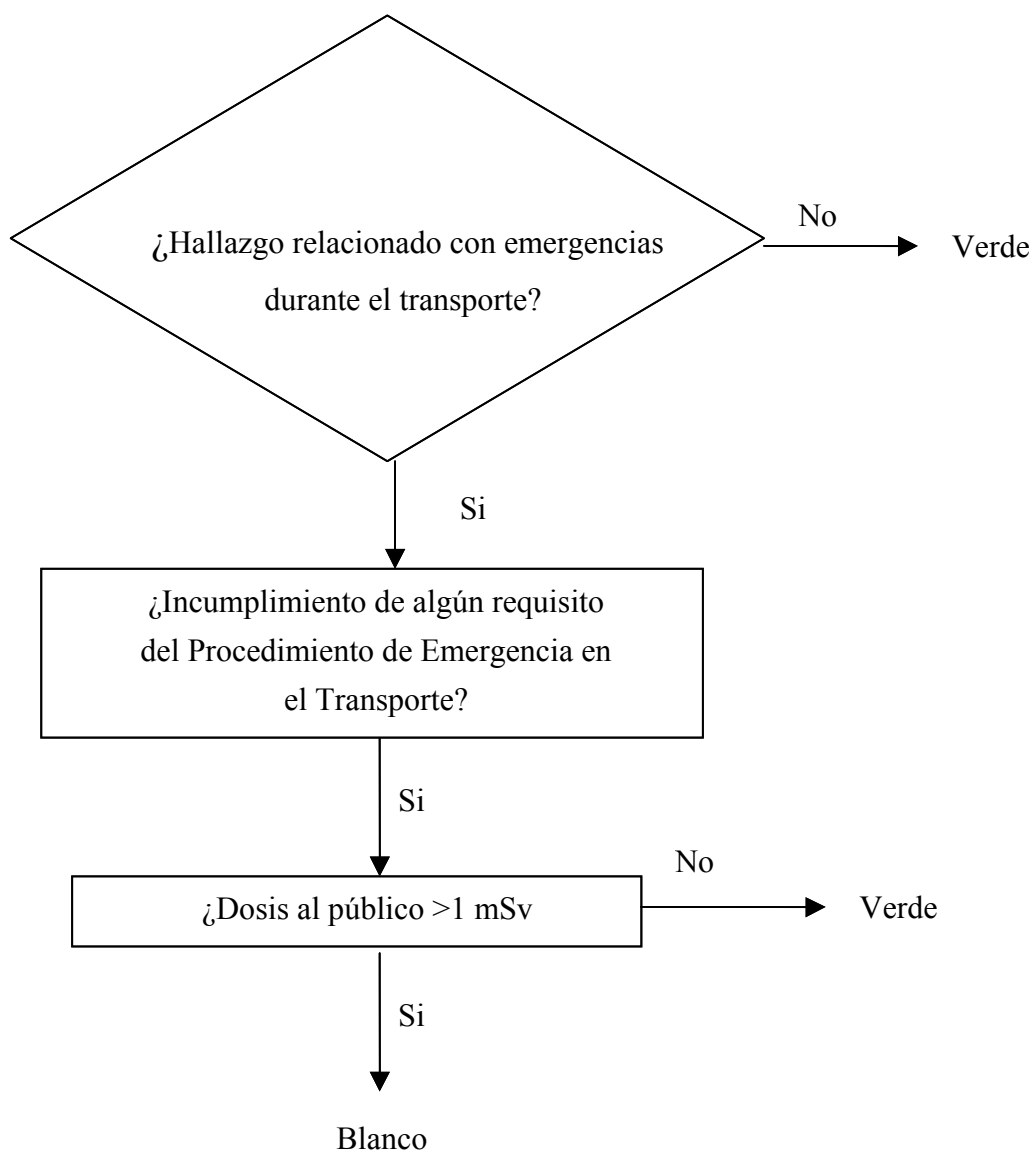 ¿Hallazgo relacionado con emergencias
durante el transporte?
No
Verde
Si
¿Incumplimiento de algún requisito
del Procedimiento de Emergencia en
el Transporte?
Si
¿Dosis al público >1 mSv
No
Verde
Si
Blanco